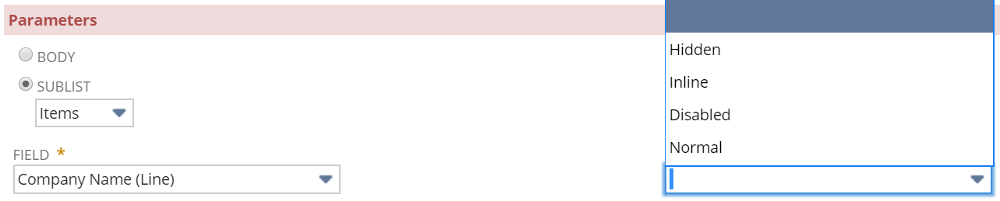 Parameters
BODY
SUBLIST
Items
FIELD *
Company Name (Line)
Hidden
Inline
Disabled
Normal